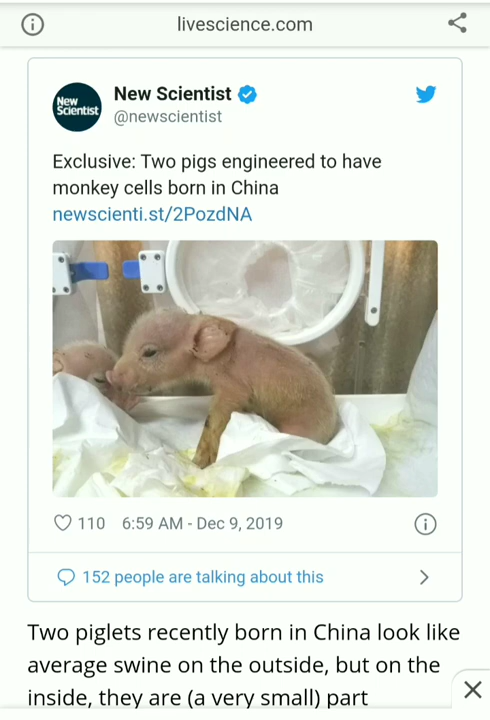 livescience.com
New
Scientist
New Scientist
@newscientist
Exclusive: Two pigs engineered to have
monkey cells born in China
newscienti.st/2PozdNA
110 6:59 AM - Dec 9, 2019
152 people are talking about this
Two piglets recently born in China look like
average swine on the outside, but on the
inside, they are (a very small) part